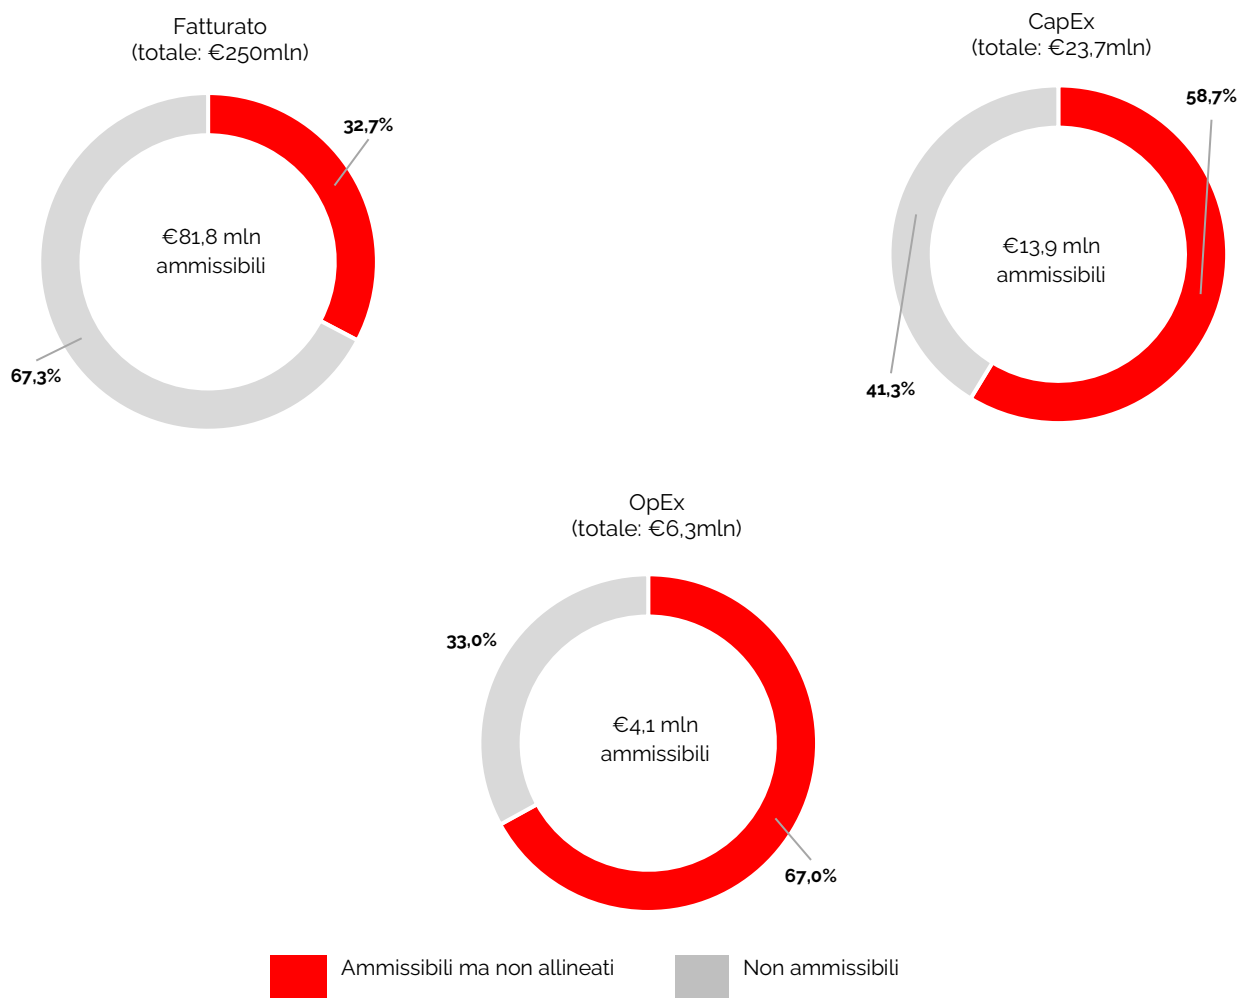 Fatturato
(totale: €250mln)
32,7%
€81,8 mln
ammissibili
67,3%
CapEx
(totale: €23,7mln)
58,7%
€13,9 mln
ammissibili
41,3%
OpEx
(totale: €6,3mln)
33,0%
€4,1 mln
ammissibili
67,0%
Ammissibili ma non allineati
Non ammissibili